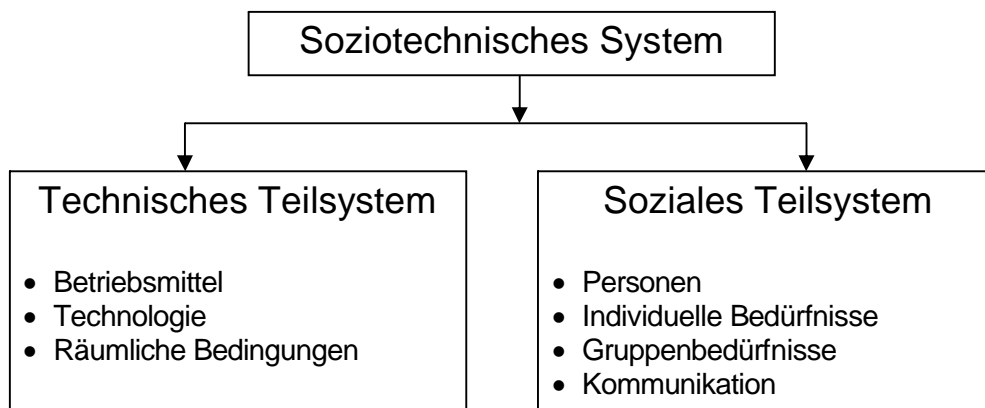 Soziotechnisches System
Technisches Teilsystem
• Betriebsmittel
• Technologie
• Räumliche Bedingungen
Soziales Teilsystem
• Personen
• Individuelle Bedürfnisse
• Gruppenbedürfnisse
• Kommunikation